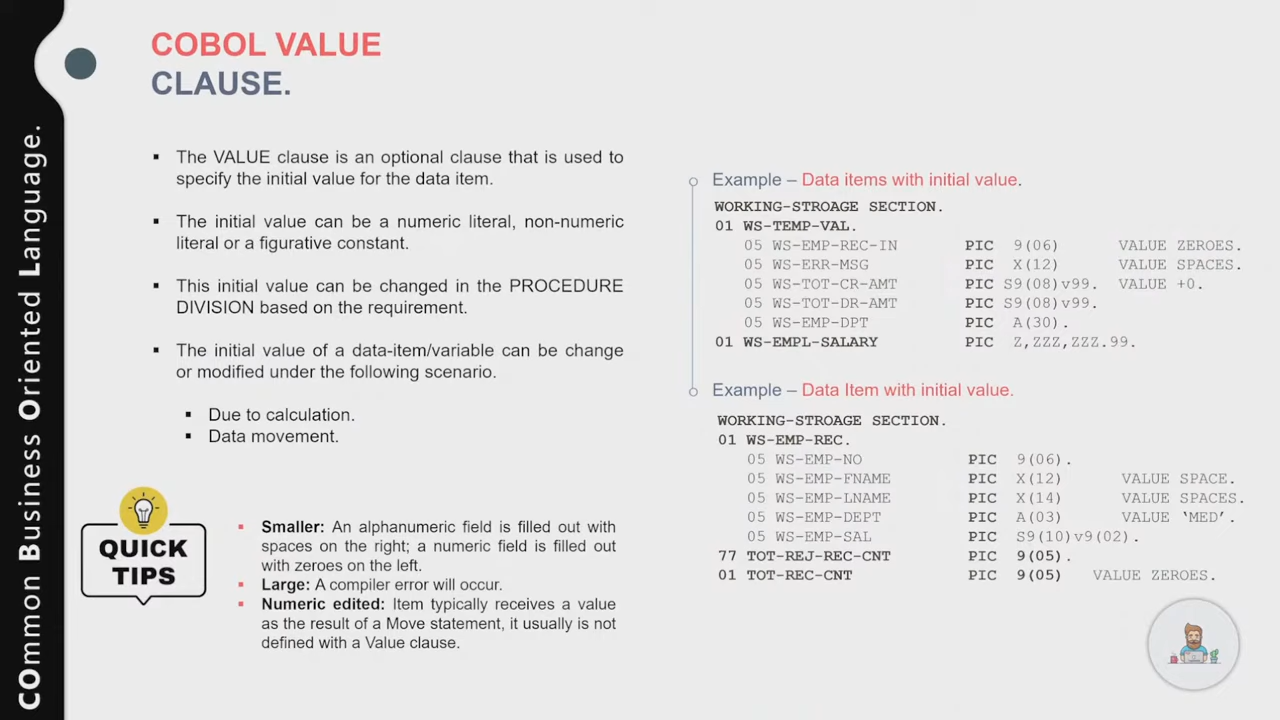 COmmon Business Oriented Language.
COBOL VALUE
CLAUSE.
▪ The VALUE clause is an optional clause that is used to
specify the initial value for the data item.
▪ The initial value can be a numeric literal, non-numeric
literal or a figurative constant.
▪ This initial value can be changed in the PROCEDURE
DIVISION based on the requirement.
▪ The initial value of a data-item/variable can be change
or modified under the following scenario.
▪ Due to calculation.
▪ Data movement.
QUICK
TIPS
▪ Smaller: An alphanumeric field is filled out with
spaces on the right; a numeric field is filled out
with zeroes on the left.
▪ Large: A compiler error will occur.
▪ Numeric edited: Item typically receives a value
as the result of a Move statement, it usually is not
defined with a Value clause.
Example – Data items with initial value.
WORKING-STROAGE SECTION.
01 WS-TEMP-VAL.
05 WS-EMP-REC-IN PIC 9(06) VALUE ZEROES.
05 WS-ERR-MSG PIC X(12) VALUE SPACES.
05 WS-TOT-CR-AMT PIC S9(08)v99. VALUE +0.
05 WS-TOT-DR-AMT PIC S9(08)v99.
05 WS-EMP-DPT PIC A(30).
01 WS-EMPL-SALARY PIC Z,ZZZ,ZZZ.99.
Example – Data Item with initial value.
WORKING-STROAGE SECTION.
01 WS-EMP-REC.
05 WS-EMP-NO PIC 9(06).
05 WS-EMP-FNAME PIC X(12) VALUE SPACE.
05 WS-EMP-LNAME PIC X(14) VALUE SPACES.
05 WS-EMP-DEPT PIC A(03) VALUE ‘MED’.
05 WS-EMP-SAL PIC S9(10)v9(02).
77 TOT-REJ-REC-CNT PIC 9(05).
01 TOT-REC-CNT PIC 9(05) VALUE ZEROES.